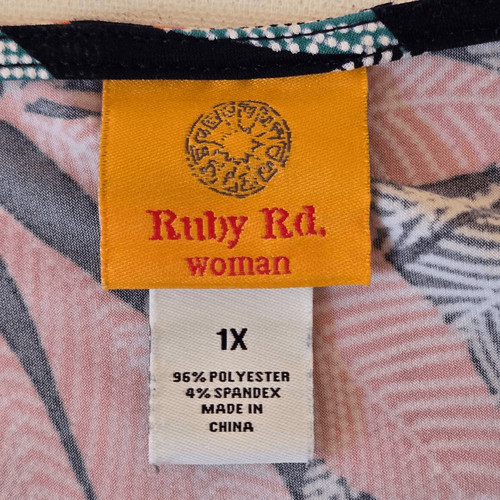 Ruby Rd.
woman
1X
96% POLYESTER
4% SPANDEX
MADE IN
CHINA